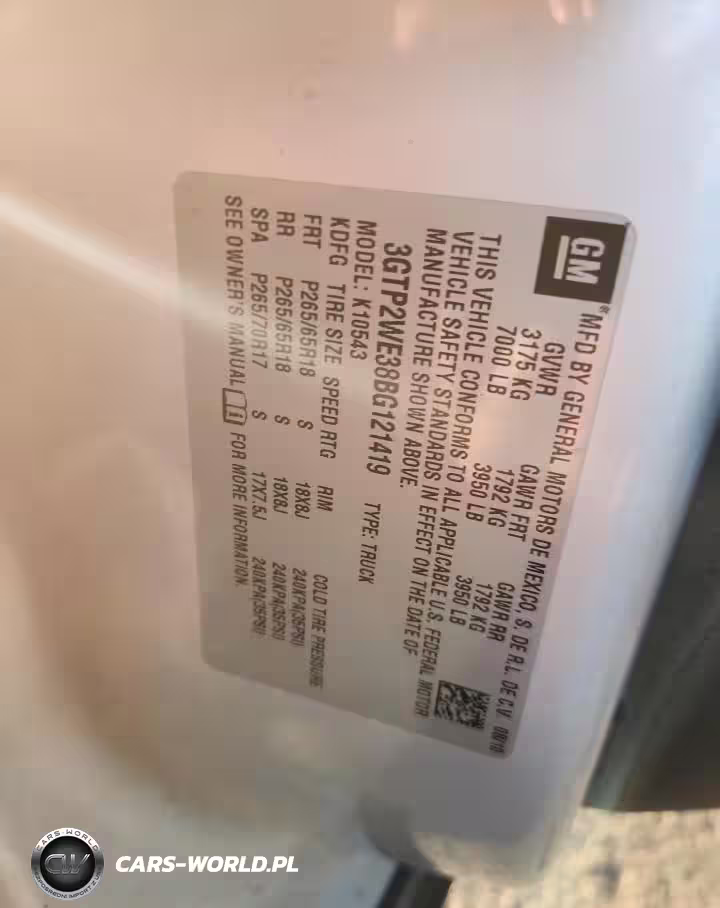 GM
MFD BY GENERAL MOTORS DE MEXICO, S. DE R.L. DE C.V. 08/10
GVWR GAWR FRT GAWR RR
3175 KG 1792 KG 1792 KG
7000 LB 3950 LB 3950 LB
THIS VEHICLE CONFORMS TO ALL APPLICABLE U.S. FEDERAL MOTOR
VEHICLE SAFETY STANDARDS IN EFFECT ON THE DATE OF
MANUFACTURE SHOWN ABOVE.
3GTP2WE38BG121419
MODEL: K10543 TYPE: TRUCK
KDFG TIRE SIZE SPEED RTG RIM COLD TIRE PRESSURE
FRT P265/65R18 S 18X8J 240KPA(35PSI)
RR P265/65R18 S 18X8J 240KPA(35PSI)
SPA P265/70R17 S 17X7.5J 240KPA(35PSI)
SEE OWNER'S MANUAL FOR MORE INFORMATION.
CARS-WORLD
CW
CARS-WORLD.PL